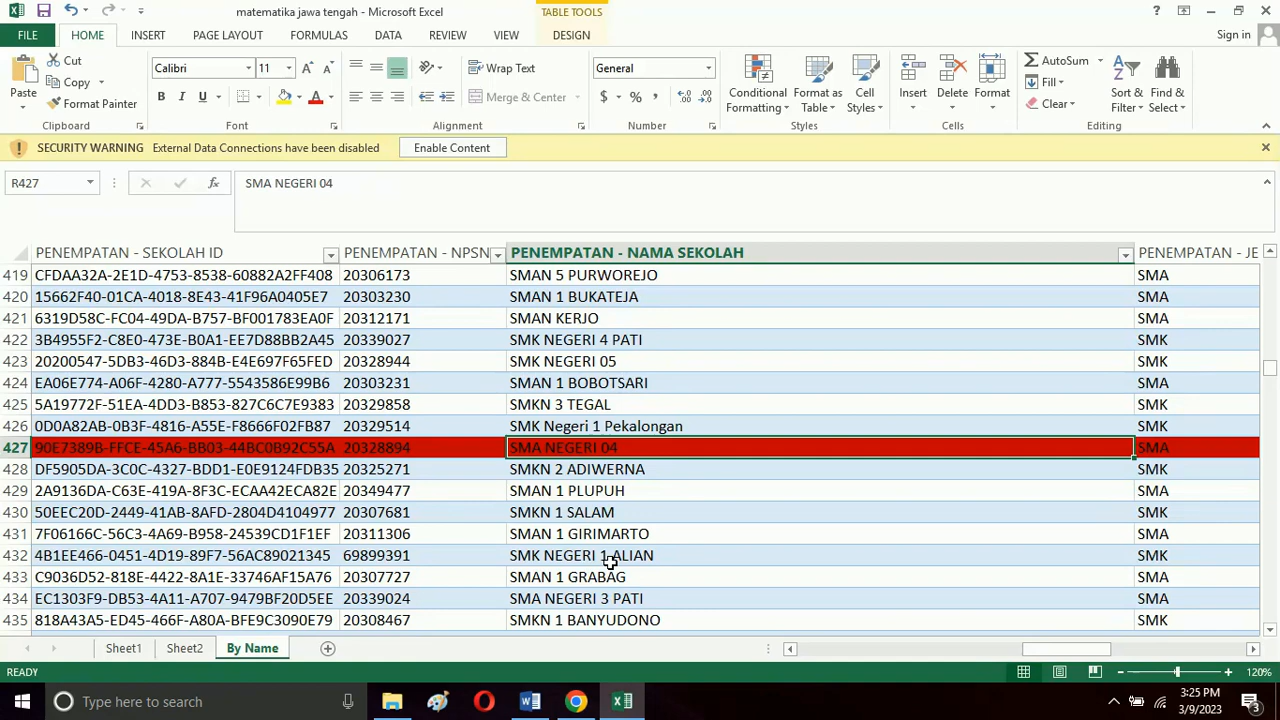 matematika jawa tengah - Microsoft Excel
TABLE TOOLS
?
FILE HOME INSERT PAGE LAYOUT FORMULAS DATA REVIEW VIEW DESIGN Sign in
Paste
Cut
Copy
Format Painter
Clipboard
Calibri 11
B I U
Font
Wrap Text
Merge & Center
Alignment
General
$ % ,
Number
Conditional Formatting
Format as Table
Cell Styles
Styles
Insert
Delete
Format
Cells
AutoSum
Fill
Clear
Sort & Filter
Find & Select
Editing
SECURITY WARNING External Data Connections have been disabled Enable Content
R427 fx SMA NEGERI 04
PENEMPATAN - SEKOLAH ID PENEMPATAN - NPSN PENEMPATAN - NAMA SEKOLAH PENEMPATAN - JE
419 CFDAA32A-2E1D-4753-8538-60882A2FF408 20306173 SMAN 5 PURWOREJO SMA
420 15662F40-01CA-4018-8E43-41F96A0405E7 20303230 SMAN 1 BUKATEJA SMA
421 6319D58C-FC04-49DA-B757-BF001783EA0F 20312171 SMAN KERJO SMA
422 3B4955F2-C8E0-473E-B0A1-EE7D88BB2A45 20339027 SMK NEGERI 4 PATI SMK
423 20200547-5DB3-46D3-884B-E4E697F65FED 20328944 SMK NEGERI 05 SMK
424 EA06E774-A06F-4280-A777-5543586E99B6 20303231 SMAN 1 BOBOTSARI SMA
425 5A19772F-51EA-4DD3-B853-827C6C7E9383 20329858 SMKN 3 TEGAL SMK
426 0D0A82AB-0B3F-4816-A55E-F8666F02FB87 20329514 SMK Negeri 1 Pekalongan SMK
427 90E7389B-FFCE-45A6-BB03-44BC0B92C55A 20328894 SMA NEGERI 04 SMA
428 DF5905DA-3C0C-4327-BDD1-E0E9124FDB35 20325271 SMKN 2 ADIWERNA SMK
429 2A9136DA-C63E-419A-8F3C-ECAA42ECA82E 20349477 SMAN 1 PLUPUH SMA
430 50EEC20D-2449-41AB-8AFD-2804D4104979 20307681 SMKN 1 SALAM SMK
431 7F06166C-56C3-4A69-B958-24539CD1F1EF 20311306 SMAN 1 GIRIMARTO SMA
432 4B1EE466-0451-4D19-89F7-56AC89021345 69899391 SMK NEGERI 1 ALIAN SMK
433 C9036D52-818E-4422-8A1E-33746AF15A76 20307727 SMAN 1 GRABAG SMA
434 EC1303F9-DB53-4A11-A707-9479BF20D5EE 20339024 SMA NEGERI 3 PATI SMA
435 818A43A5-ED45-466F-A80A-BFE9C3090E79 20308467 SMKN 1 BANYUDONO SMK
Sheet1 Sheet2 By Name
READY 120%
Type here to search 3:25 PM
3/9/2023 3